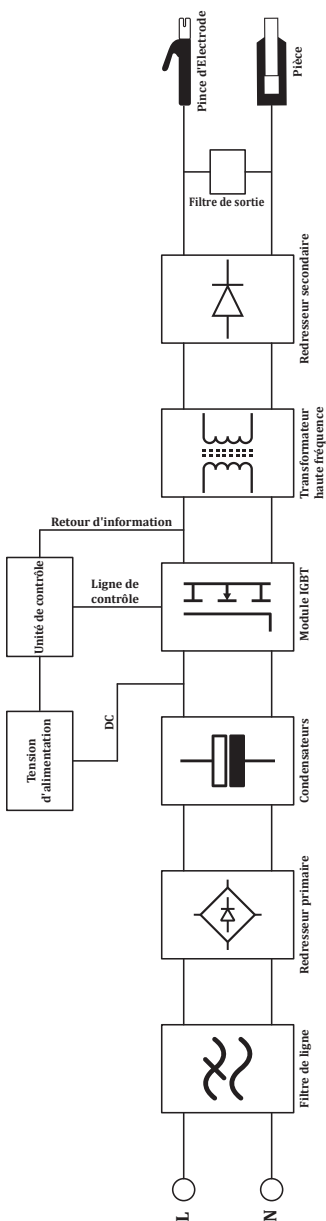 Pince d'Electrode
Pièce
Filtre de sortie
Redresseur secondaire
Transformateur
haute fréquence
Retour d'information
Unité de contrôle
Ligne de
contrôle
Module IGBT
Tension
d'alimentation
DC
Condensateurs
Redresseur primaire
Filtre de ligne
L
N